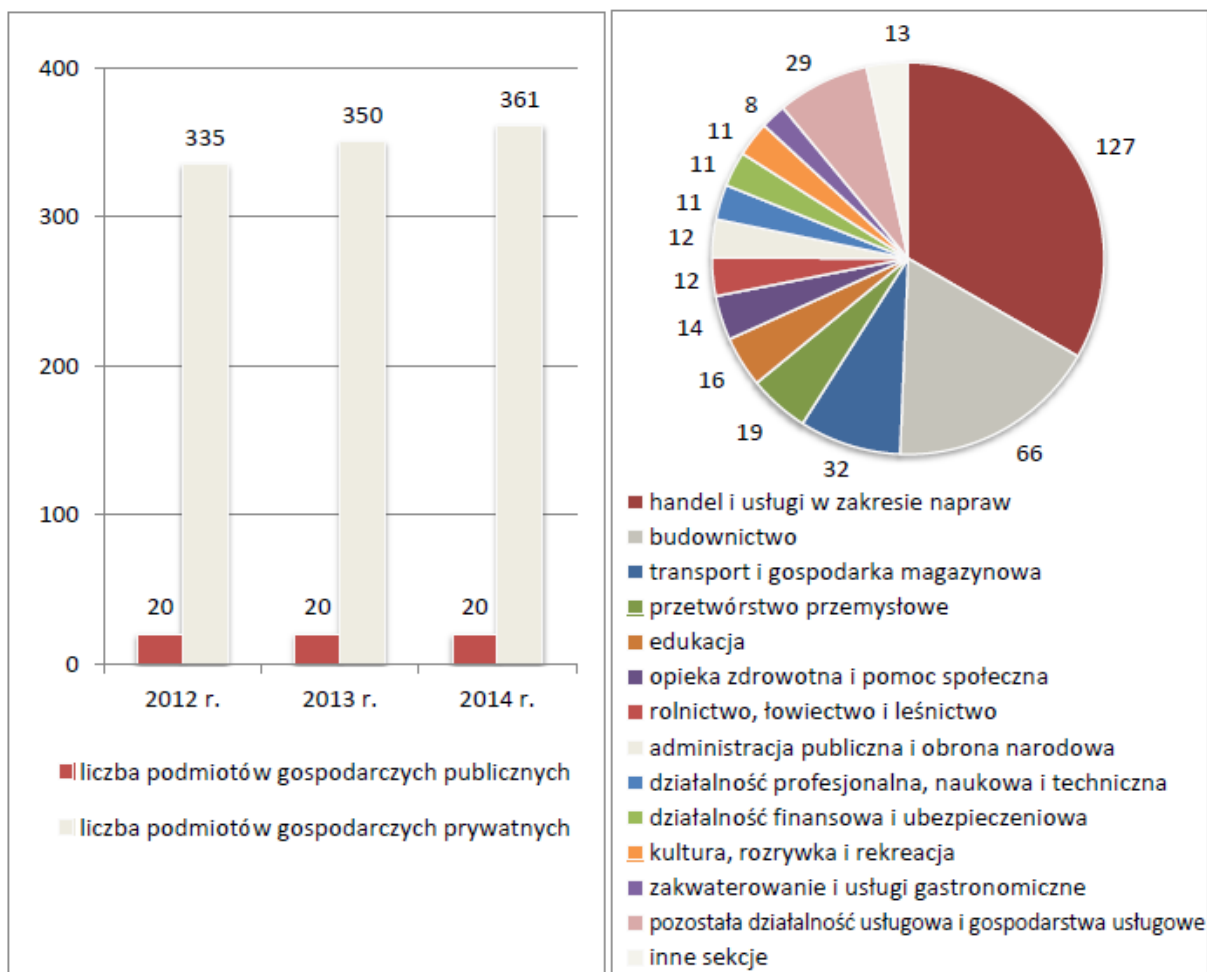 400
300
200
100
0
335
350
361
20
20
20
2012 r.
2013 r.
2014 r.
liczba podmiotów gospodarczych publicznych
liczba podmiotów gospodarczych prywatnych
13
29
8
11
11
11
12
12
14
16
19
32
66
127
handel i usługi w zakresie napraw
budownictwo
transport i gospodarka magazynowa
przetwórstwo przemysłowe
edukacja
opieka zdrowotna i pomoc społeczna
rolnictwo, łowiectwo i leśnictwo
administracja publiczna i obrona narodowa
działalność profesjonalna, naukowa i techniczna
działalność finansowa i ubezpieczeniowa
kultura, rozrywka i rekreacja
zakwaterowanie i usługi gastronomiczne
pozostała działalność usługowa i gospodarstwa usługowe
inne sekcje